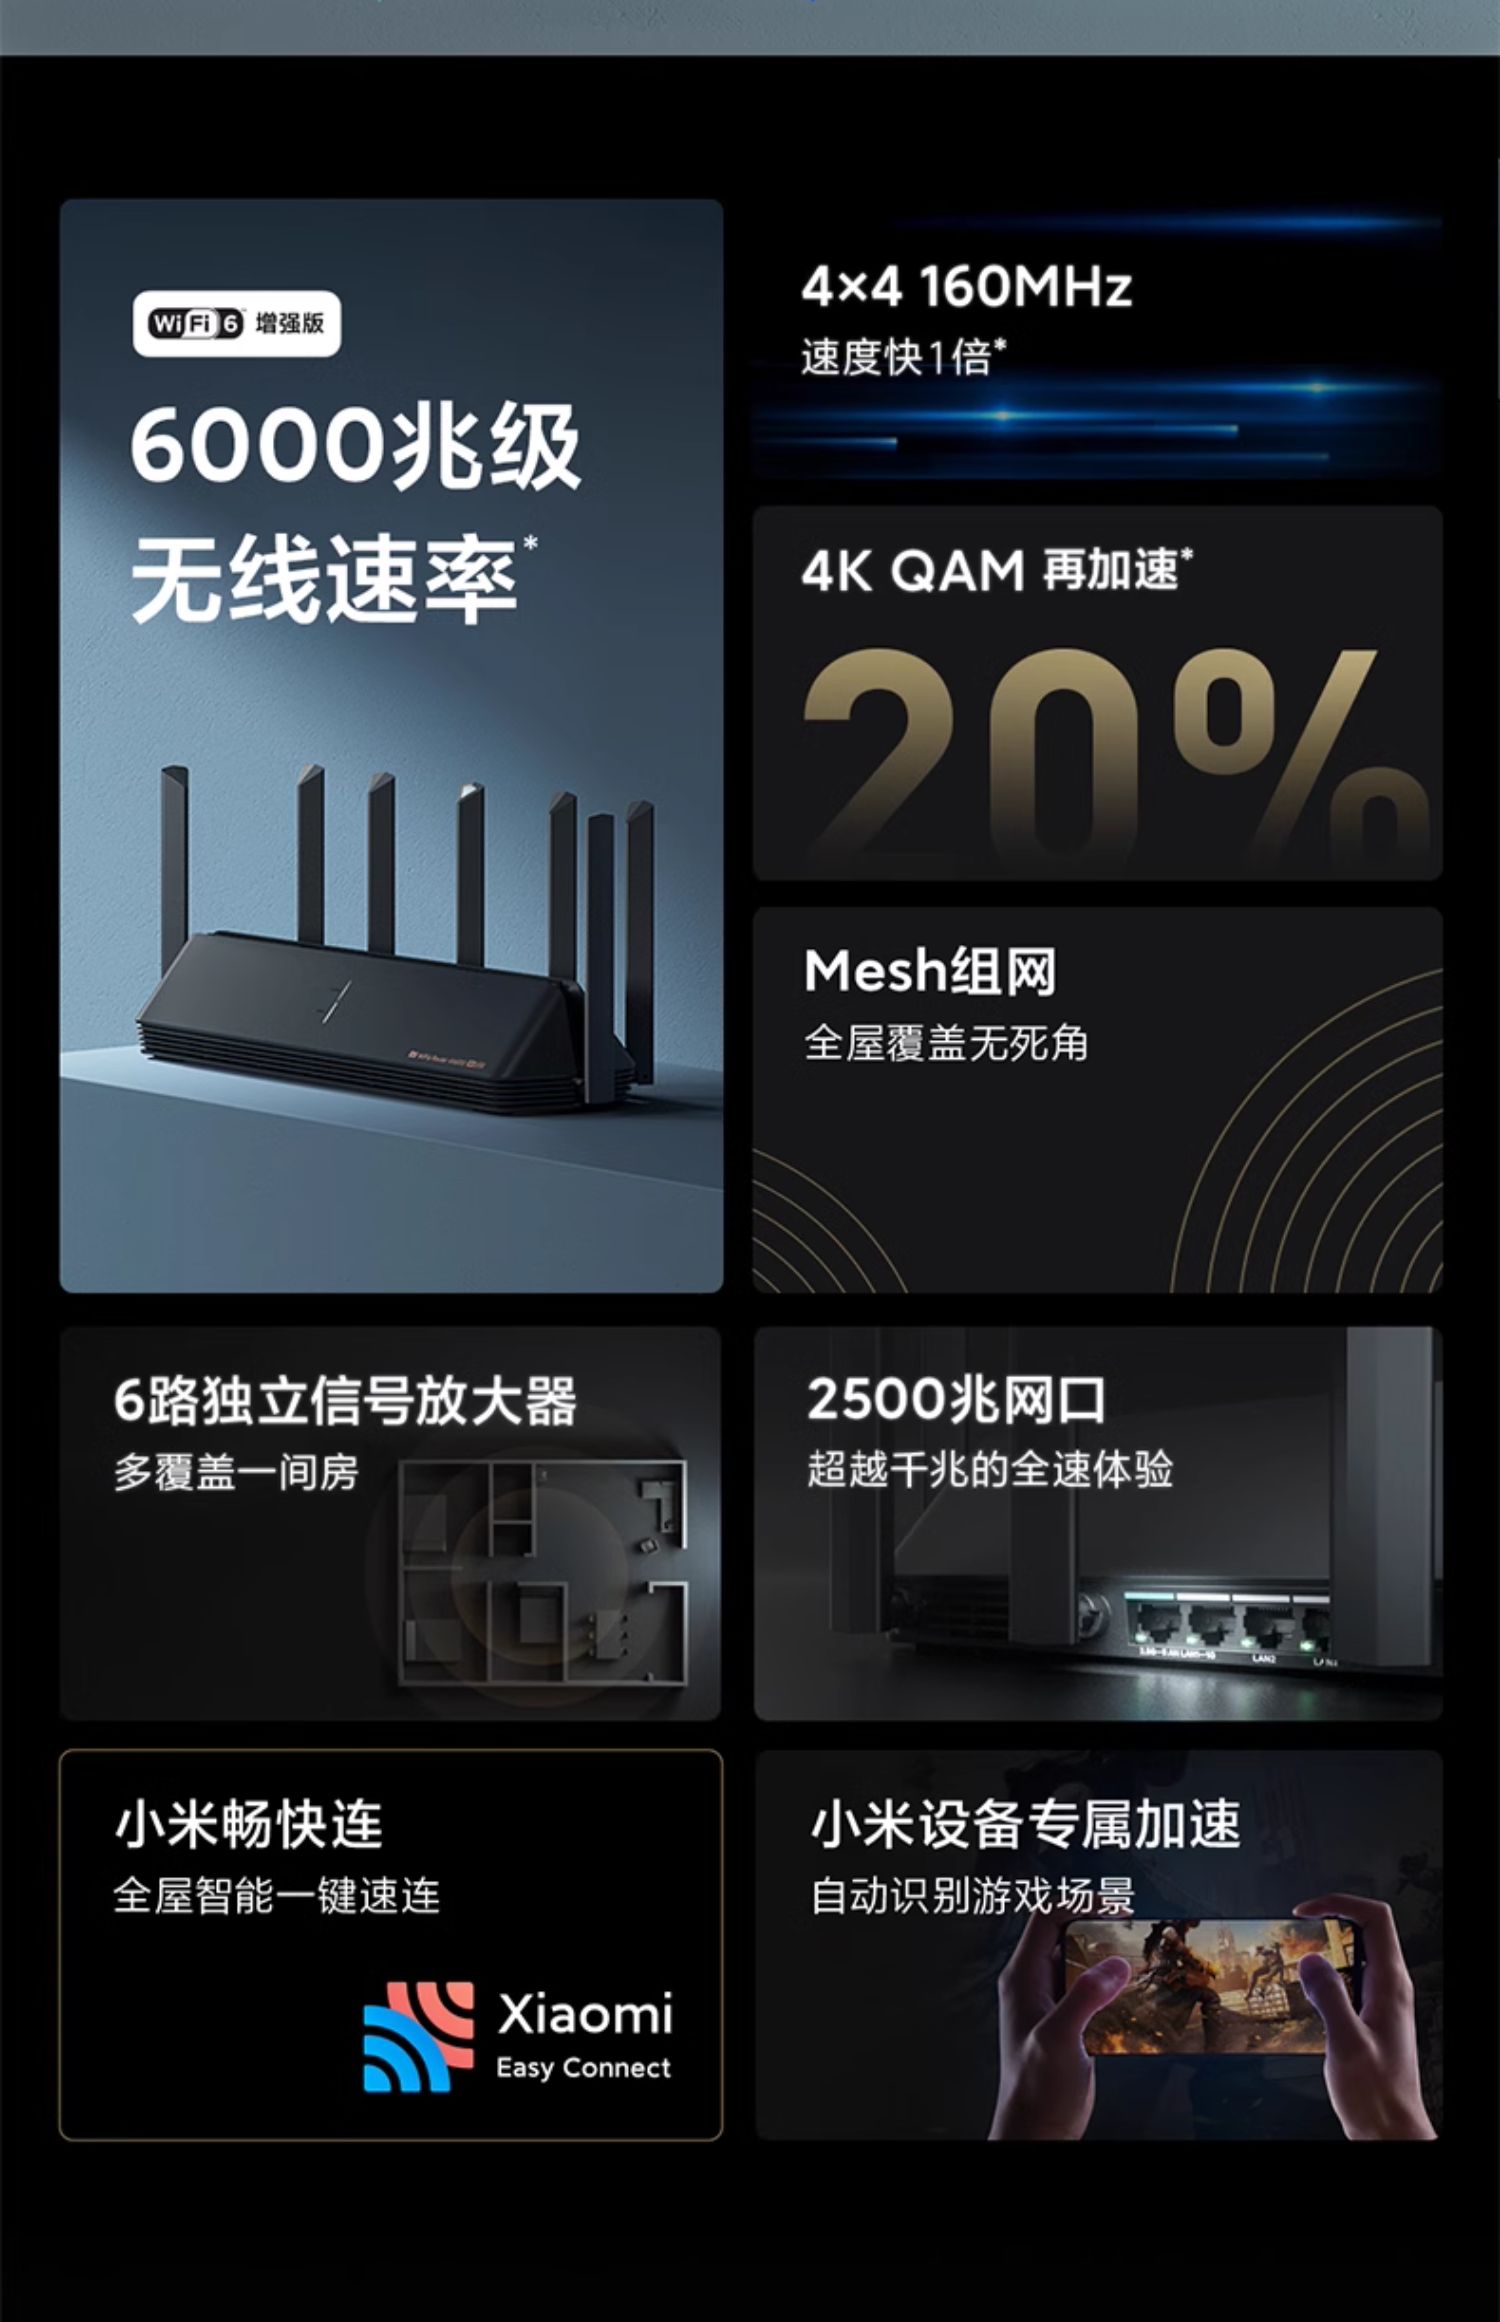 WiFi 6 增强版
6000兆级
无线速率*
4×4 160MHz
速度快1倍*
4K QAM 再加速*
20%
Mesh组网
全屋覆盖无死角
6路独立信号放大器
多覆盖一间房
2500兆网口
超越千兆的全速体验
LAN2
小米畅快连
全屋智能一键速连
Xiaomi
Easy Connect
小米设备专属加速
自动识别游戏场景